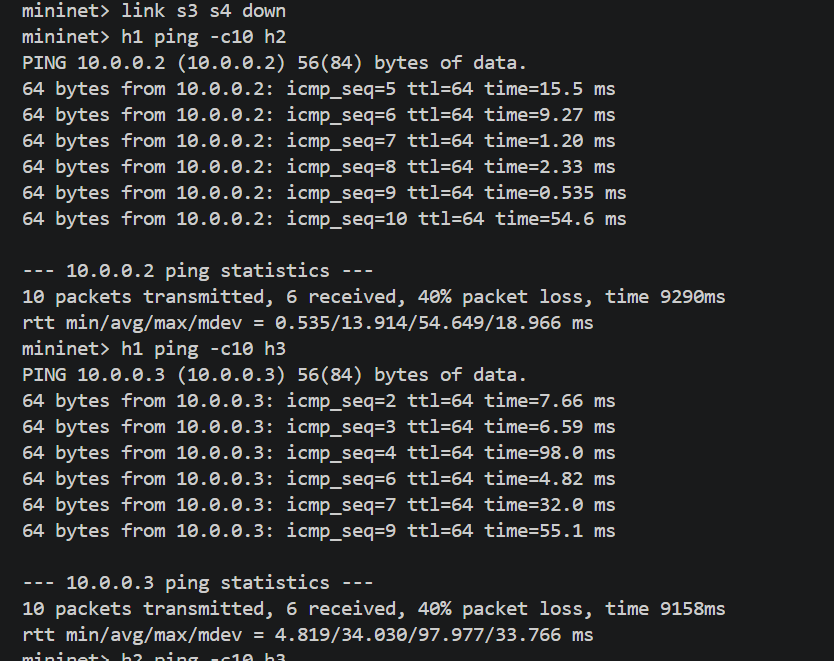 mininet> link s3 s4 down
mininet> h1 ping -c10 h2
PING 10.0.0.2 (10.0.0.2) 56(84) bytes of data.
64 bytes from 10.0.0.2: icmp_seq=5 ttl=64 time=15.5 ms
64 bytes from 10.0.0.2: icmp_seq=6 ttl=64 time=9.27 ms
64 bytes from 10.0.0.2: icmp_seq=7 ttl=64 time=1.20 ms
64 bytes from 10.0.0.2: icmp_seq=8 ttl=64 time=2.33 ms
64 bytes from 10.0.0.2: icmp_seq=9 ttl=64 time=0.535 ms
64 bytes from 10.0.0.2: icmp_seq=10 ttl=64 time=54.6 ms

--- 10.0.0.2 ping statistics ---
10 packets transmitted, 6 received, 40% packet loss, time 9290ms
rtt min/avg/max/mdev = 0.535/13.914/54.649/18.966 ms
mininet> h1 ping -c10 h3
PING 10.0.0.3 (10.0.0.3) 56(84) bytes of data.
64 bytes from 10.0.0.3: icmp_seq=2 ttl=64 time=7.66 ms
64 bytes from 10.0.0.3: icmp_seq=3 ttl=64 time=6.59 ms
64 bytes from 10.0.0.3: icmp_seq=4 ttl=64 time=98.0 ms
64 bytes from 10.0.0.3: icmp_seq=6 ttl=64 time=4.82 ms
64 bytes from 10.0.0.3: icmp_seq=7 ttl=64 time=32.0 ms
64 bytes from 10.0.0.3: icmp_seq=9 ttl=64 time=55.1 ms

--- 10.0.0.3 ping statistics ---
10 packets transmitted, 6 received, 40% packet loss, time 9158ms
rtt min/avg/max/mdev = 4.819/34.030/97.977/33.766 ms
mininet> h2 ping -c10 h3